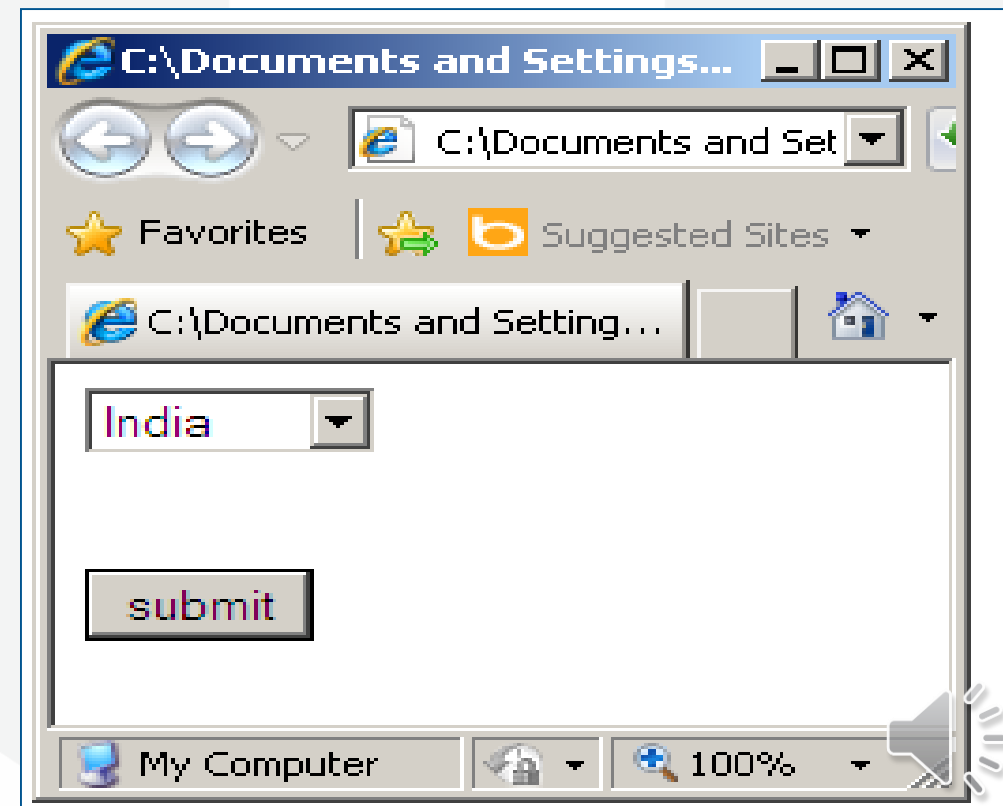 C:\Documents and Settings...
C:\Documents and Set
Favorites
Suggested Sites
C:\Documents and Setting...
India
submit
My Computer
100%